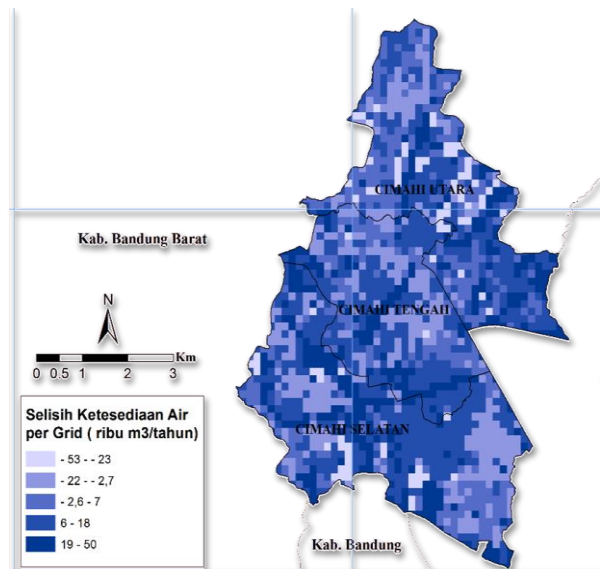 CIMAHI UTARA
Kab. Bandung Barat
N
CIMAHI TENGAH
Km
0 0.5 1 2 3
Selisih Ketesediaan Air
per Grid ( ribu m3/tahun)
- 53 - - 23
- 22 - - 2,7
- 2,6 - 7
6 - 18
19 - 50
CIMAHI SELATAN
Kab. Bandung